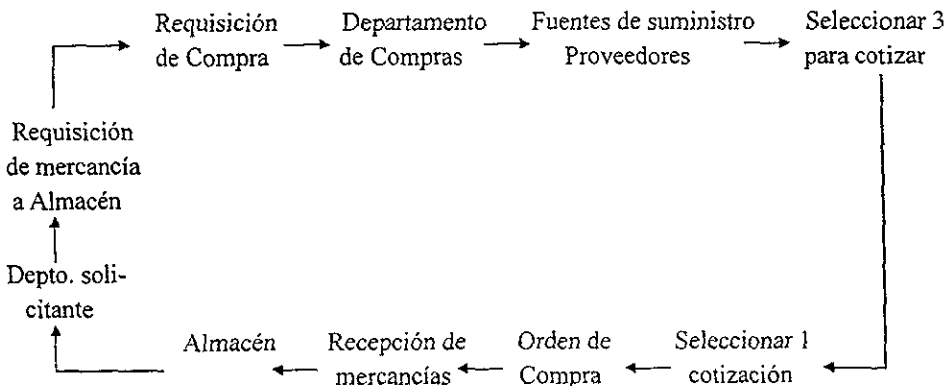 Requisición
de Compra
Departamento
de Compras
Fuentes de suministro
Proveedores
Seleccionar 3
para cotizar
Requisición
de mercancía
a Almacén
Depto. soli-
citante
Almacén
Recepción de
mercancías
Orden de
Compra
Seleccionar 1
cotización